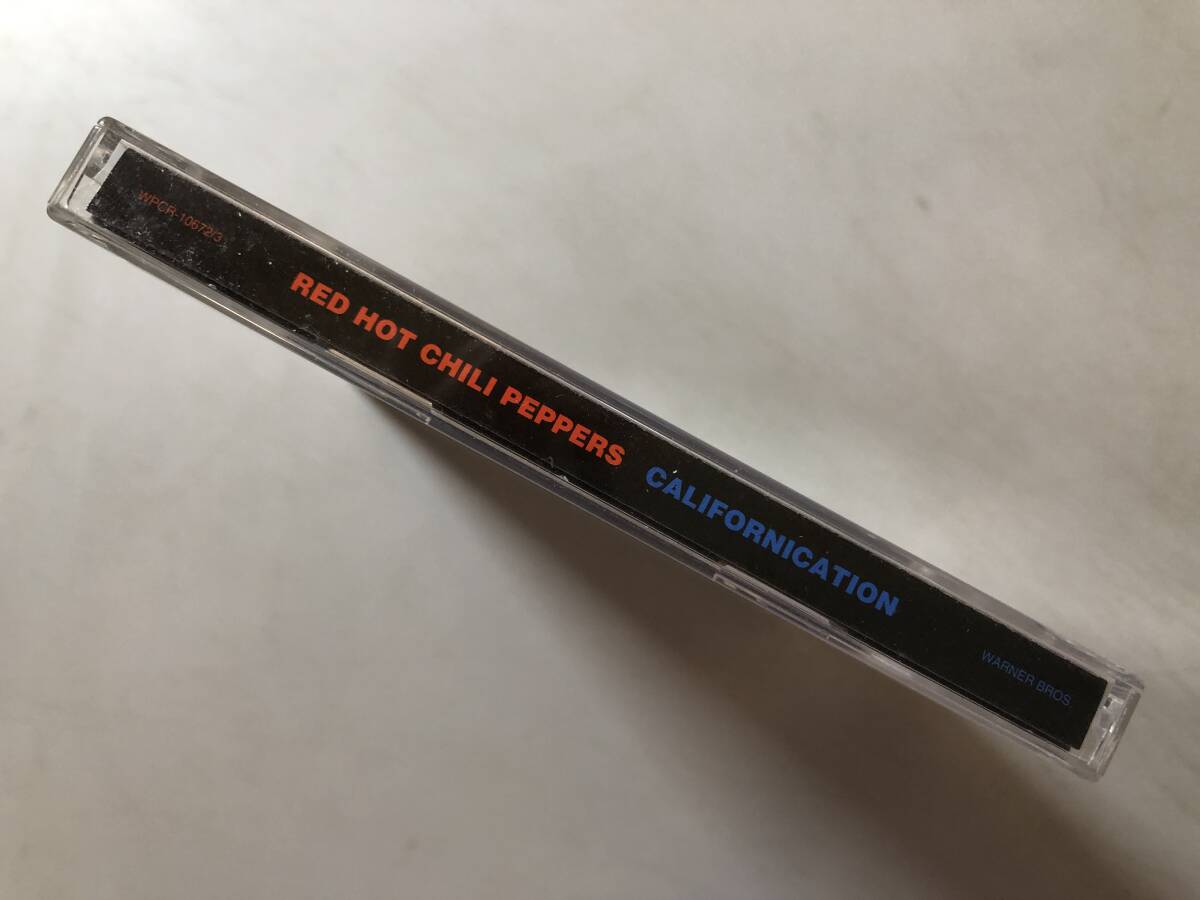 WPCR-10672/3
RED HOT CHILI PEPPERS CALIFORNICATION
WARNER BROS.